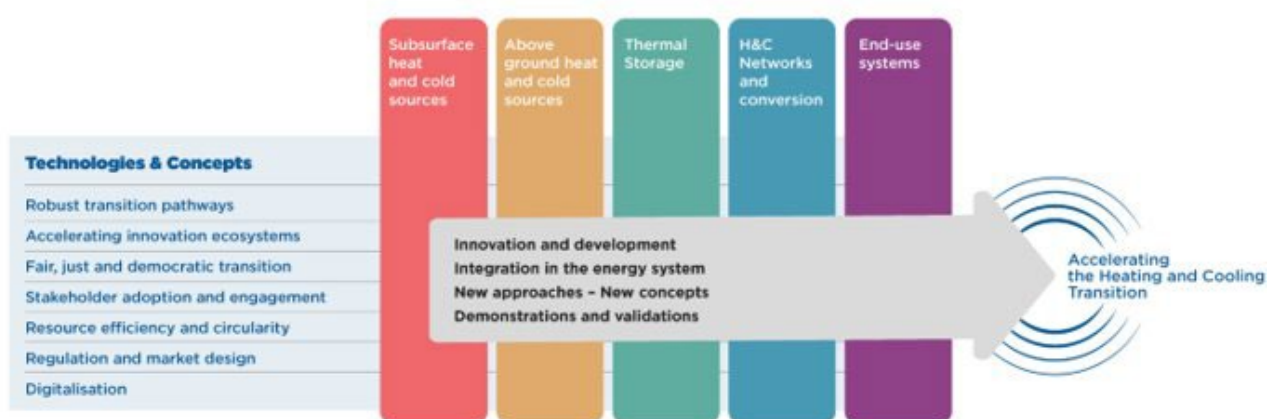 Subsurface
heat
and cold
sources
Above
ground heat
and cold
sources
Thermal
Storage
H&C
Networks
and
conversion
End-use
systems
Technologies & Concepts
Robust transition pathways
Accelerating innovation ecosystems
Fair, just and democratic transition
Stakeholder adoption and engagement
Resource efficiency and circularity
Regulation and market design
Digitalisation
Innovation and development
Integration in the energy system
New approaches – New concepts
Demonstrations and validations
Accelerating
the Heating and Cooling
Transition